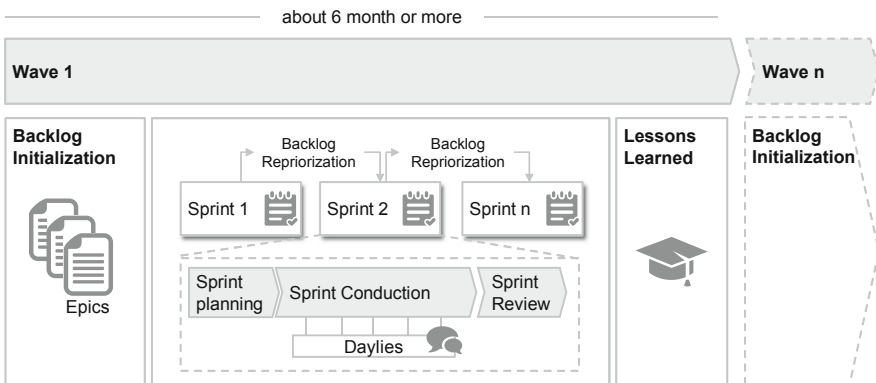 about 6 month or more
Wave 1
Wave n
Backlog
Initialization
Backlog
Repriorization
Backlog
Repriorization
Sprint 1
Sprint 2
Sprint n
Lessons
Learned
Backlog
Initialization
Epics
Sprint
planning
Sprint Conduction
Sprint
Review
Daylies